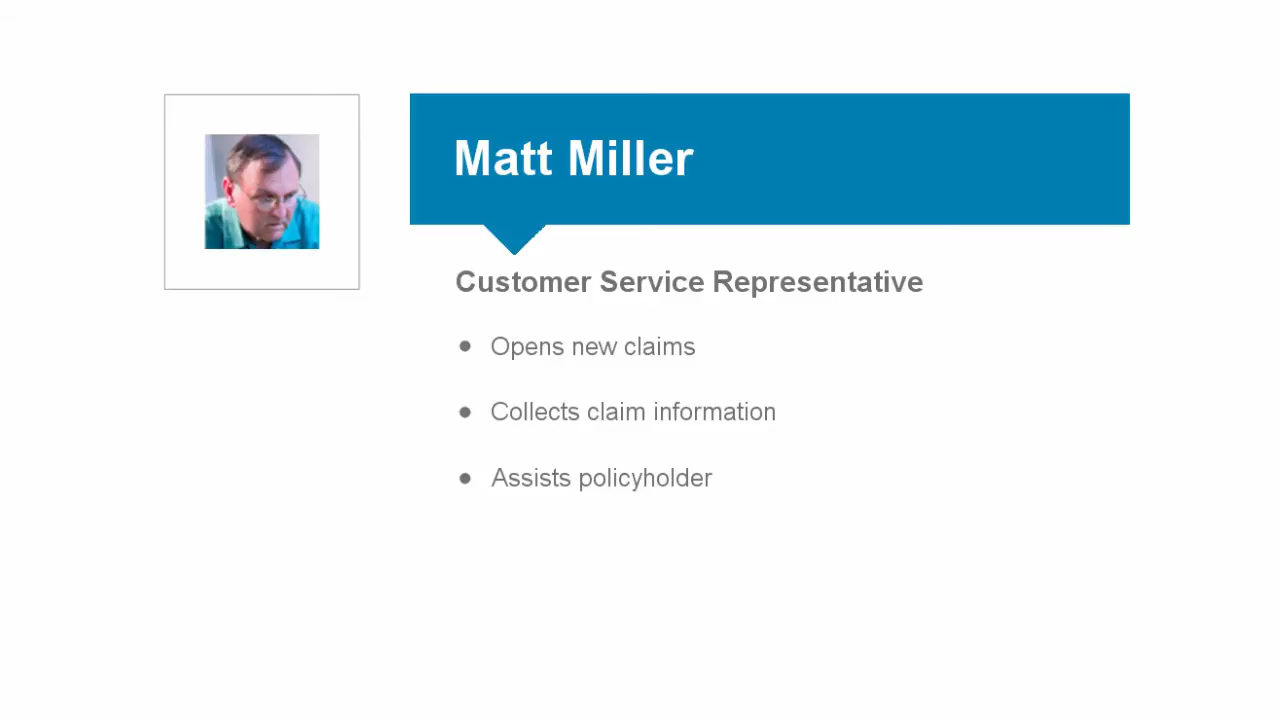 Matt Miller
Customer Service Representative
Opens new claims
Collects claim information
Assists policyholder